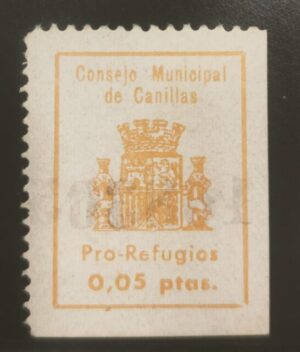 Consejo Municipal
de Canillas
Pro-Refugios
0,05 ptas.